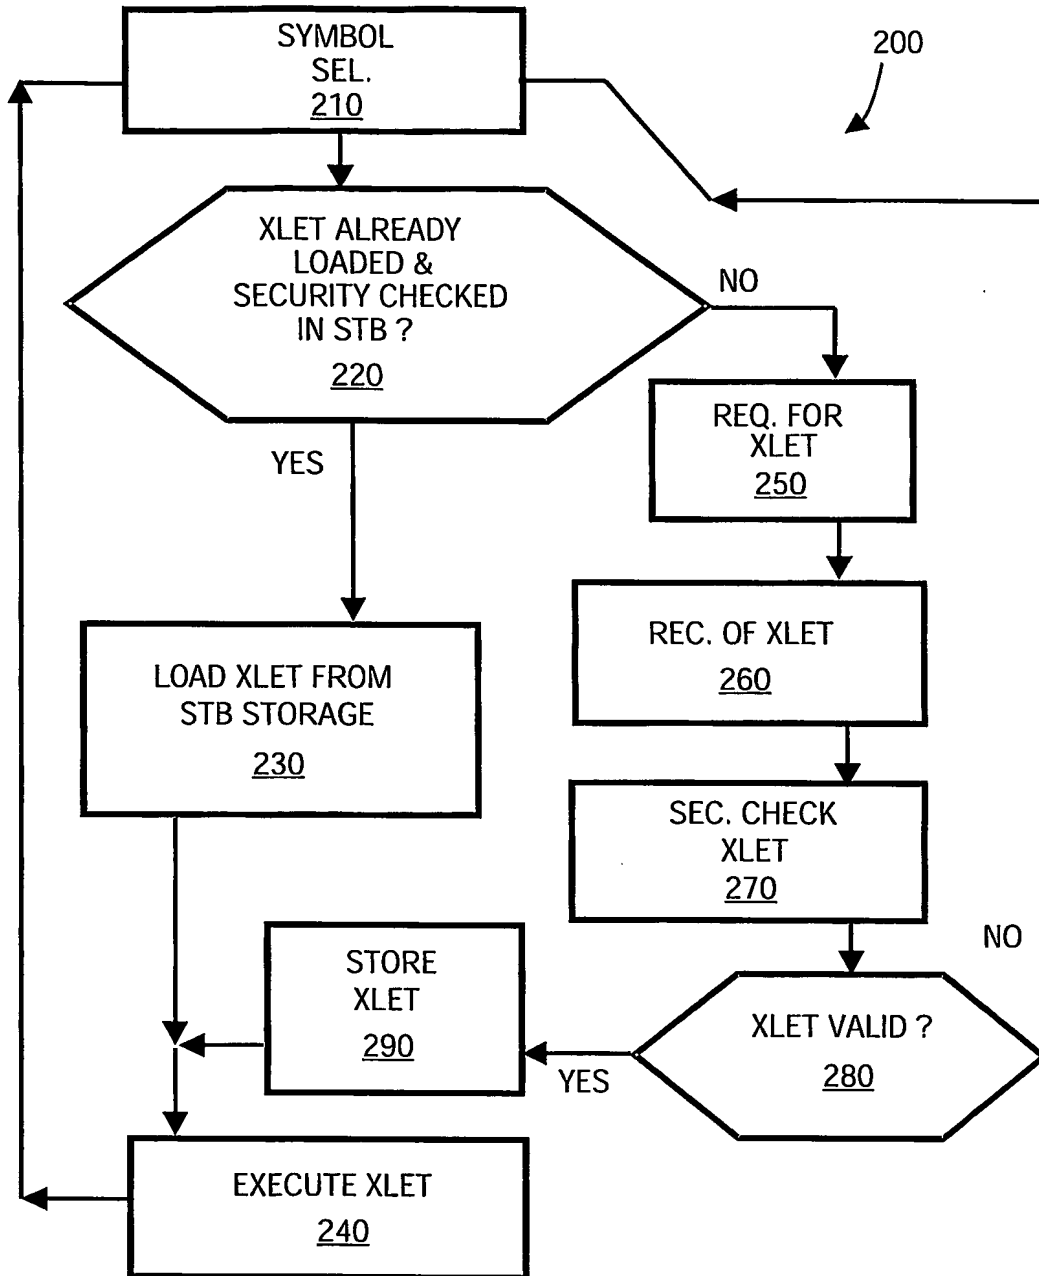 SYMBOL
SEL.
210
200
XLET ALREADY
LOADED &
SECURITY CHECKED
IN STB ?
220
NO
YES
REQ. FOR
XLET
250
REC. OF XLET
260
LOAD XLET FROM
STB STORAGE
230
SEC. CHECK
XLET
270
NO
STORE
XLET
290
XLET VALID ?
280
YES
EXECUTE XLET
240